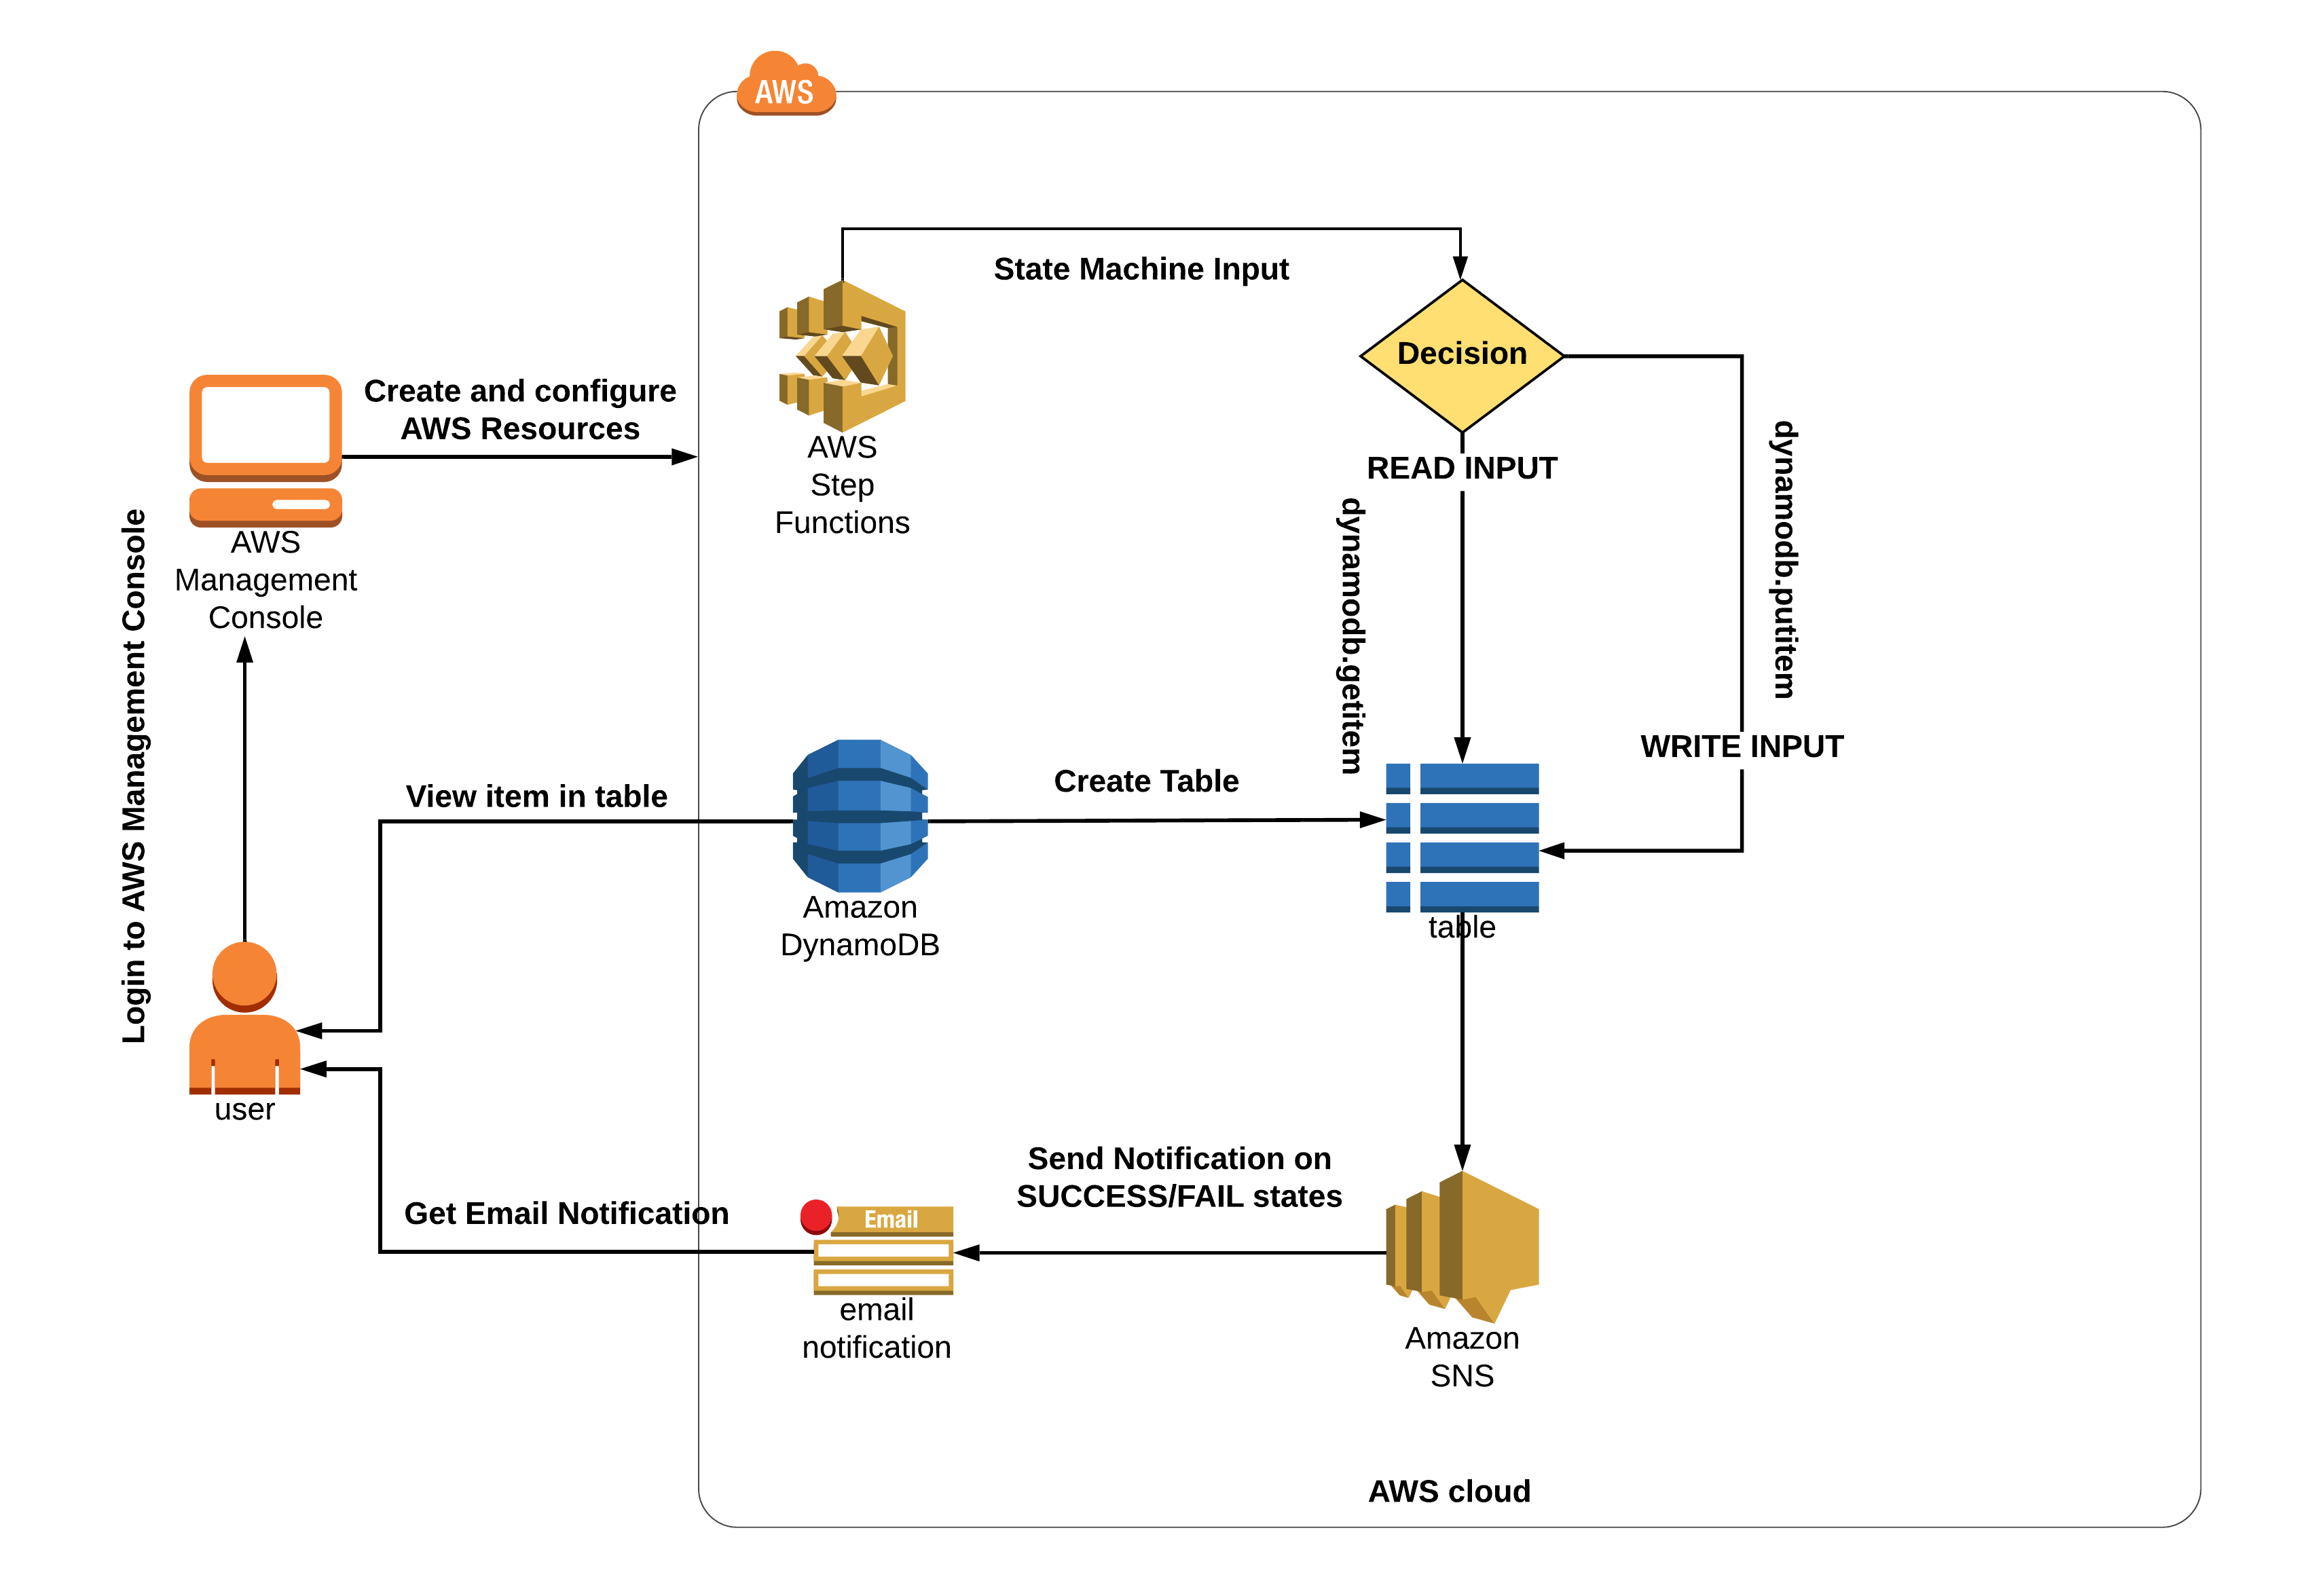 AWS
State Machine Input
Decision
Create and configure
AWS Resources
AWS
Step
Functions
READ INPUT
dynamodb.getitem
dynamodb.putitem
WRITE INPUT
AWS
Management
Console
Login to AWS Management Console
View item in table
Create Table
Amazon
DynamoDB
table
user
Send Notification on
SUCCESS/FAIL states
Get Email Notification
Email
email
notification
Amazon
SNS
AWS cloud